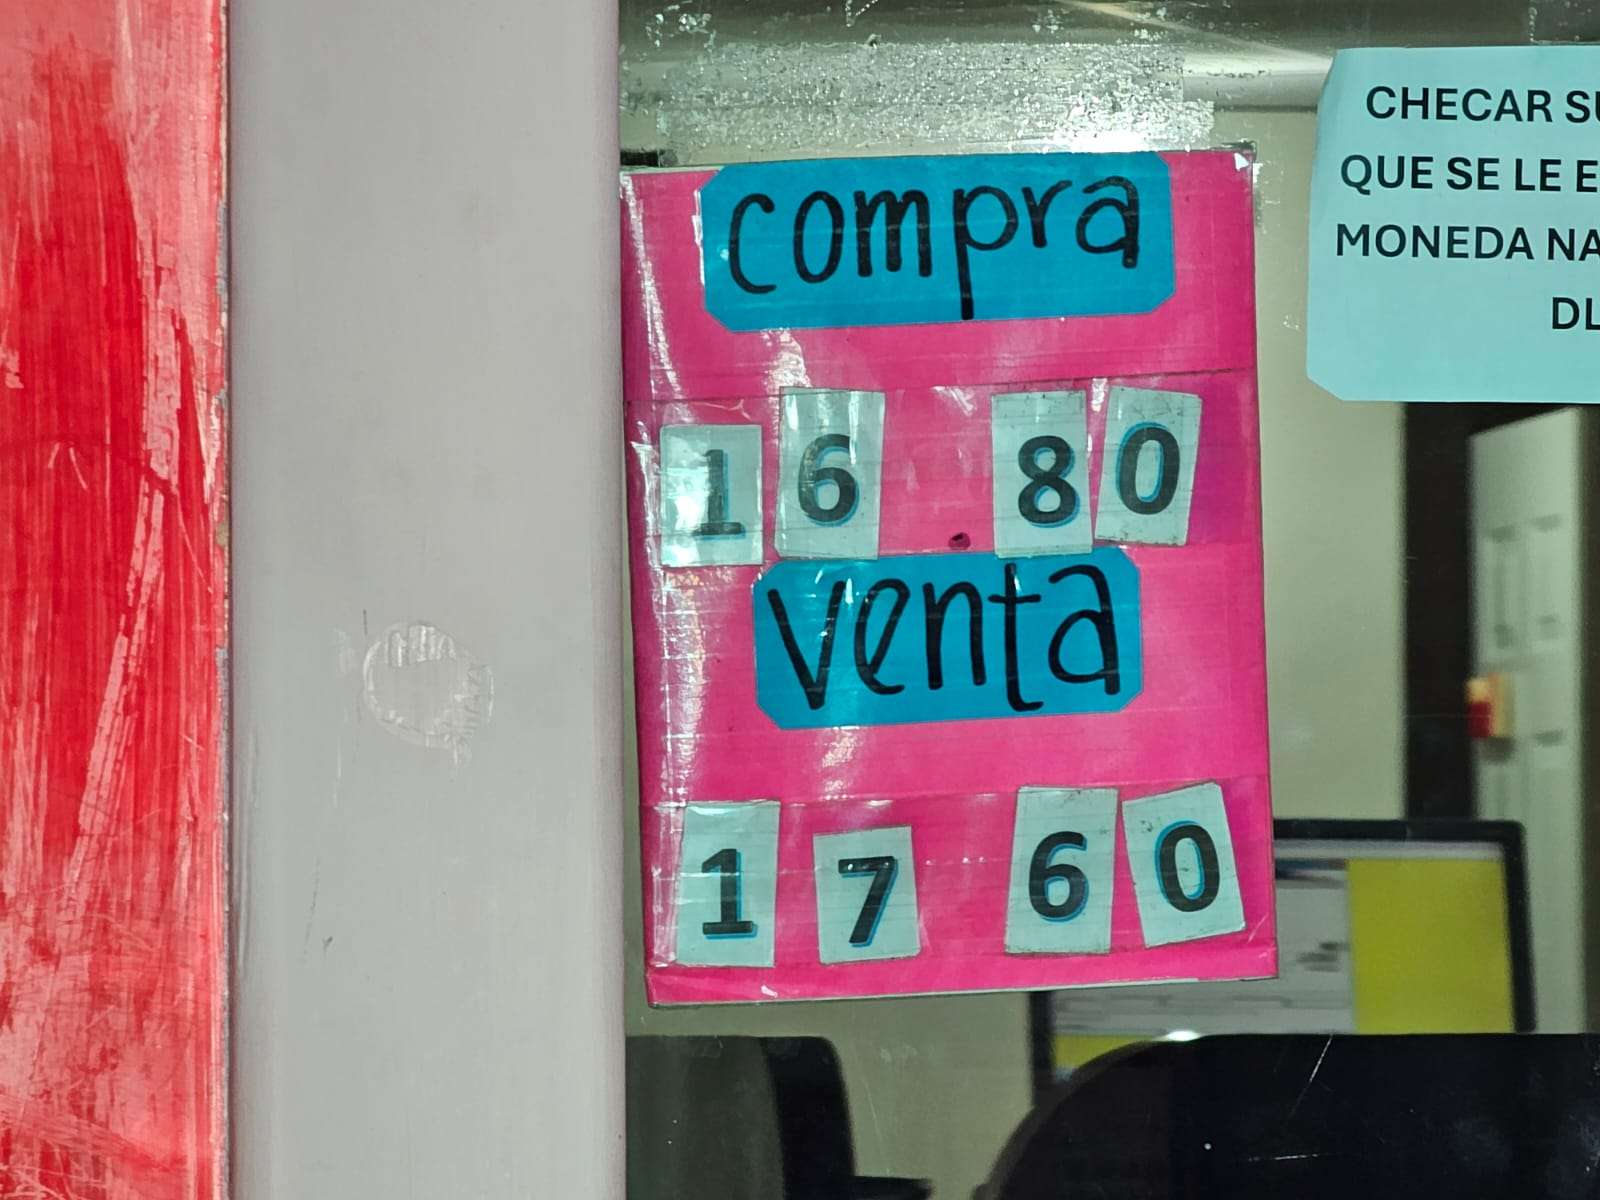 compra
16.80
venta
17 60
CHECAR SU
QUE SE LE E
MONEDA NA
DL